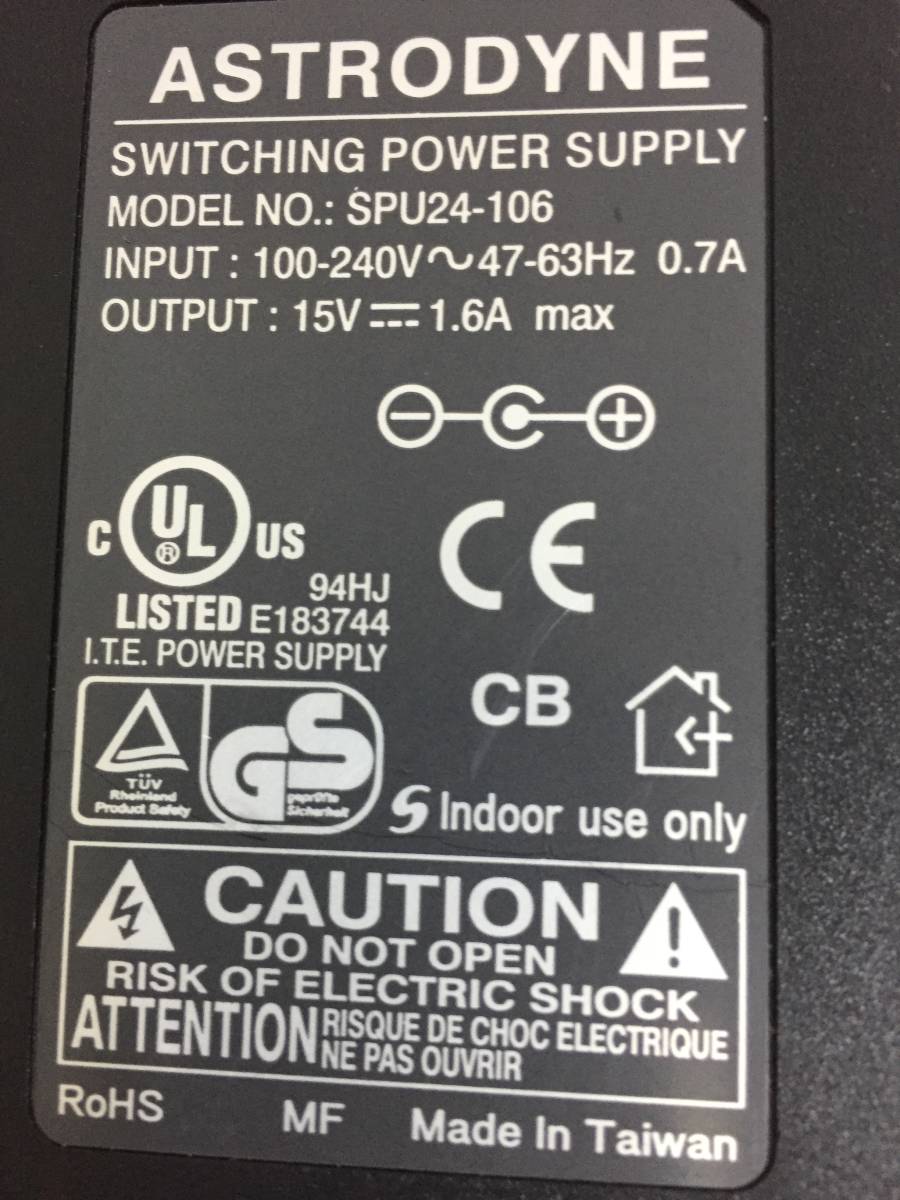 ASTRODYNE
SWITCHING POWER SUPPLY
MODEL NO.: SPU24-106
INPUT : 100-240V∼47-63Hz 0.7A
OUTPUT : 15V⎓1.6A max
C UL® US
94HJ
LISTED E183744
I.T.E. POWER SUPPLY
CE
CB
TÜV
Rheinland
Product Safety
GS
geprüfte
Sicherheit
S Indoor use only
CAUTION
DO NOT OPEN
RISK OF ELECTRIC SHOCK
ATTENTION RISQUE DE CHOC ELECTRIQUE
NE PAS OUVRIR
RoHS MF Made In Taiwan